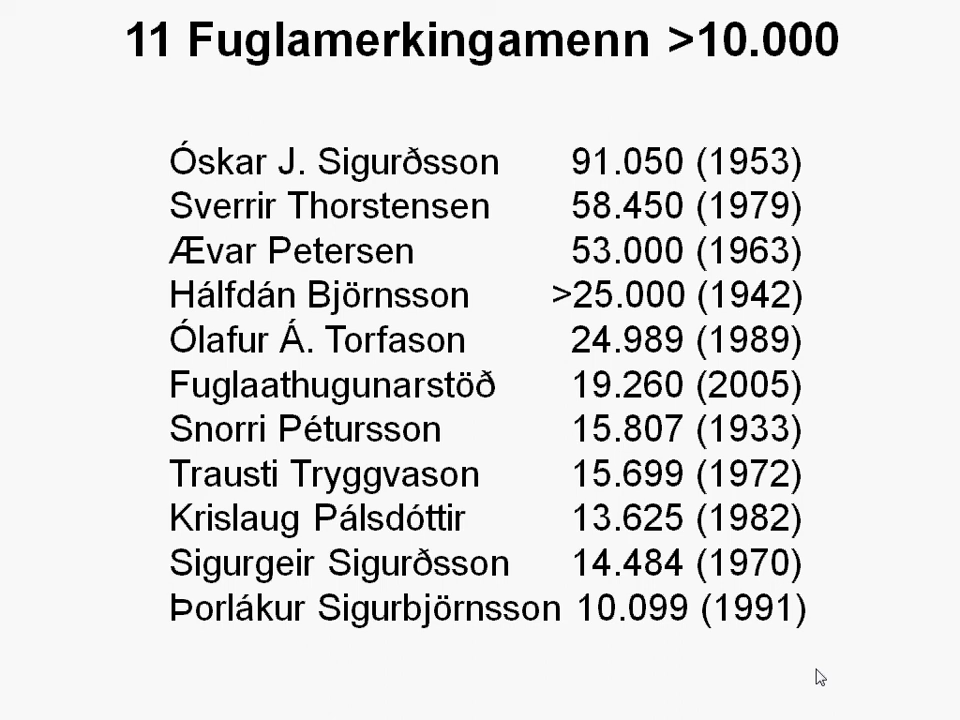 11 Fuglamerkingamenn >10.000
Óskar J. Sigurðsson 91.050 (1953)
Sverrir Thorstensen 58.450 (1979)
Ævar Petersen 53.000 (1963)
Hálfdán Björnsson >25.000 (1942)
Ólafur Á. Torfason 24.989 (1989)
Fuglaathugunarstöð 19.260 (2005)
Snorri Pétursson 15.807 (1933)
Trausti Tryggvason 15.699 (1972)
Krislaug Pálsdóttir 13.625 (1982)
Sigurgeir Sigurðsson 14.484 (1970)
Þorlákur Sigurbjörnsson 10.099 (1991)